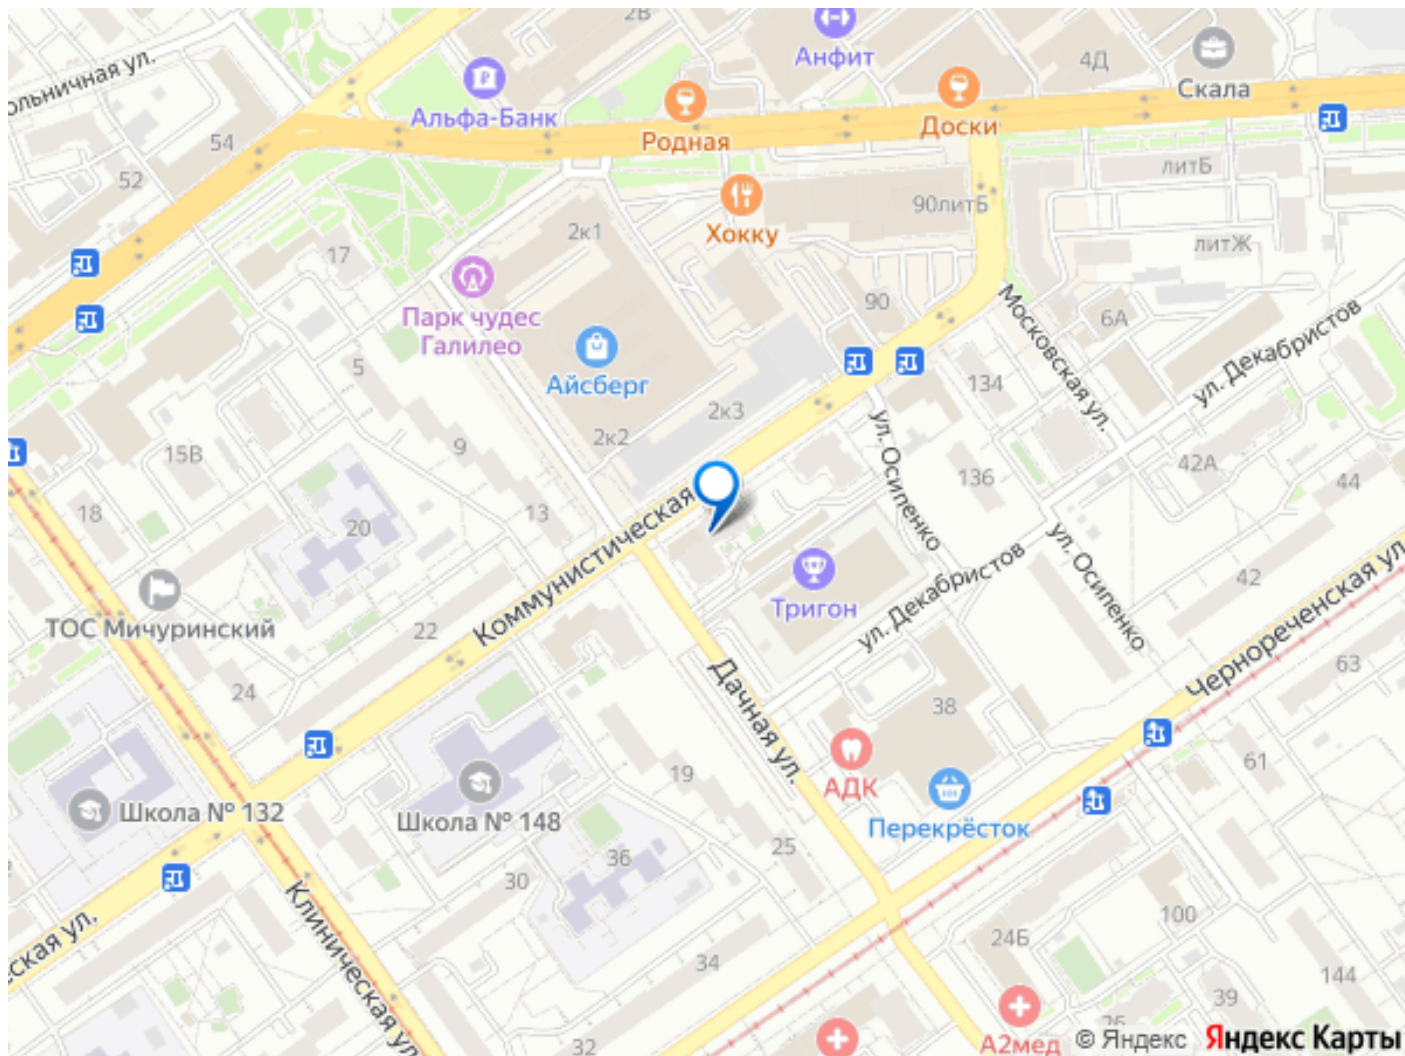 2В
Анфит
4Д
Скала
ольничная ул.
Альфа-Банк
Родная
Доски
54
52
литБ
90литБ
Хокку
2к1
литЖ
17
Парк чудес
Галилео
90
Московская ул.
6А
ул. Декабристов
5
Айсберг
134
2к3
9
2к2
ул. Осипенко
15В
136
42А
44
18
20
13
Коммунистическая
ул. Осипенко
ул. Декабристов
Тригон
42
Чернореченская ул.
ТОС Мичуринский
22
24
63
Дачная ул.
38
19
АДК
61
Школа № 132
Школа № 148
Перекрёсток
25
36
30
Клиническая ул.
ская ул.
100
24Б
34
144
39
А2мед
32
© Яндекс Яндекс Карты